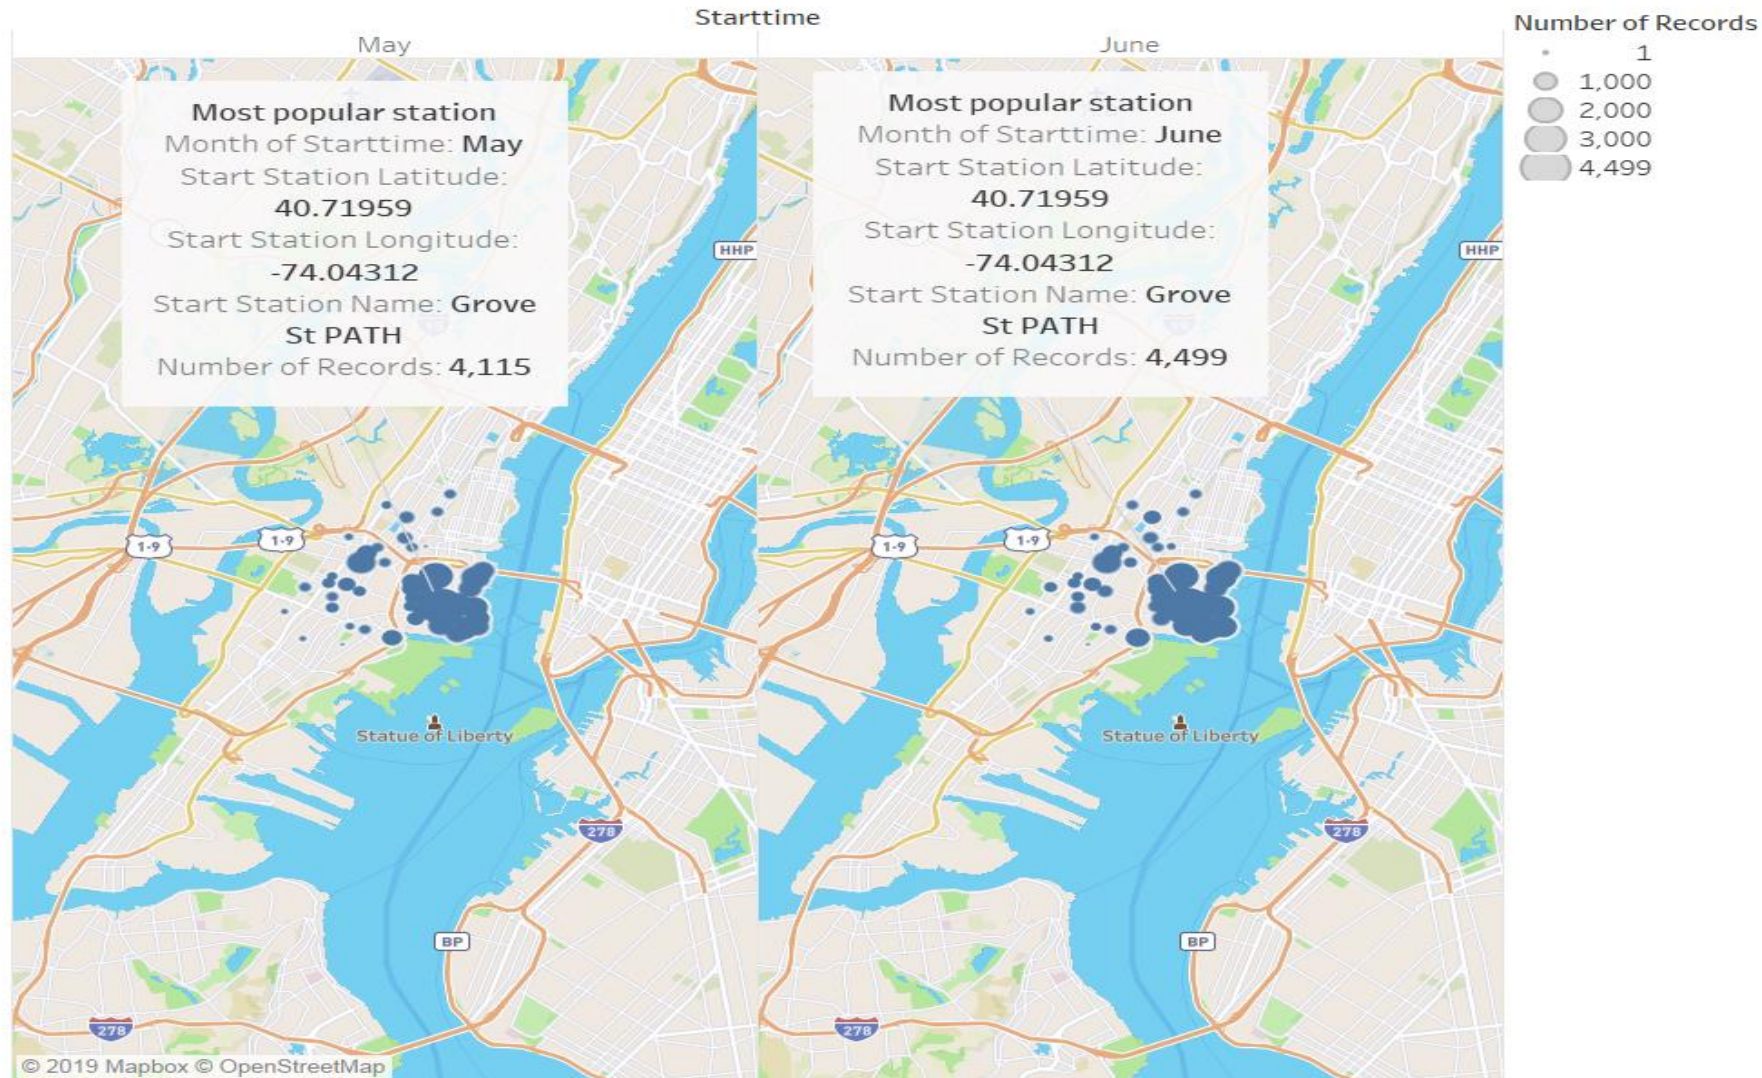 Starttime
May
June
Number of Records
1
1,000
2,000
3,000
4,499
Most popular station
Month of Starttime: May
Start Station Latitude:
40.71959
Start Station Longitude:
-74.04312
Start Station Name: Grove
St PATH
Number of Records: 4,115
Most popular station
Month of Starttime: June
Start Station Latitude:
40.71959
Start Station Longitude:
-74.04312
Start Station Name: Grove
St PATH
Number of Records: 4,499
HHP
HHP
1-9
1-9
1-9
1-9
Statue of Liberty
Statue of Liberty
278
278
BP
BP
278
278
© 2019 Mapbox © OpenStreetMap